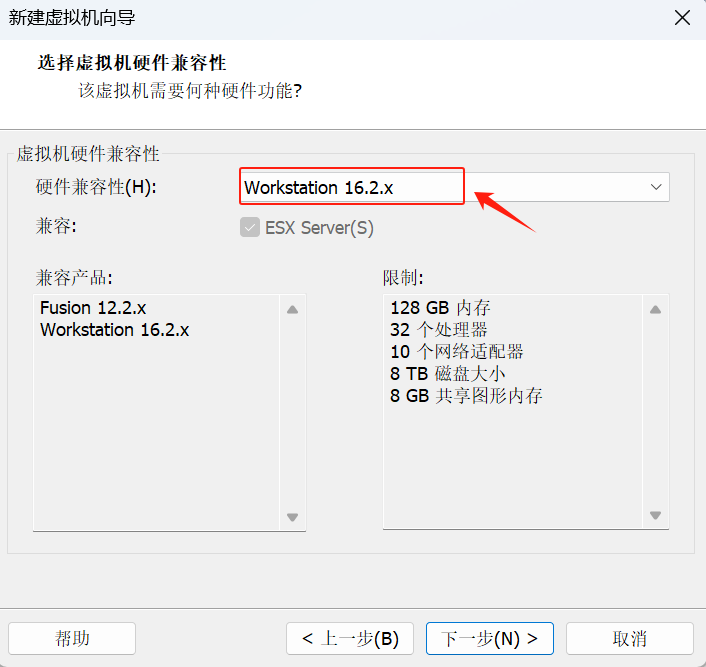 新建虚拟机向导
选择虚拟机硬件兼容性
该虚拟机需要何种硬件功能?
虚拟机硬件兼容性
硬件兼容性(H): Workstation 16.2.x
兼容: ESX Server(S)
兼容产品:
Fusion 12.2.x
Workstation 16.2.x
限制:
128 GB 内存
32 个处理器
10 个网络适配器
8 TB 磁盘大小
8 GB 共享图形内存
帮助 < 上一步(B) 下一步(N) > 取消